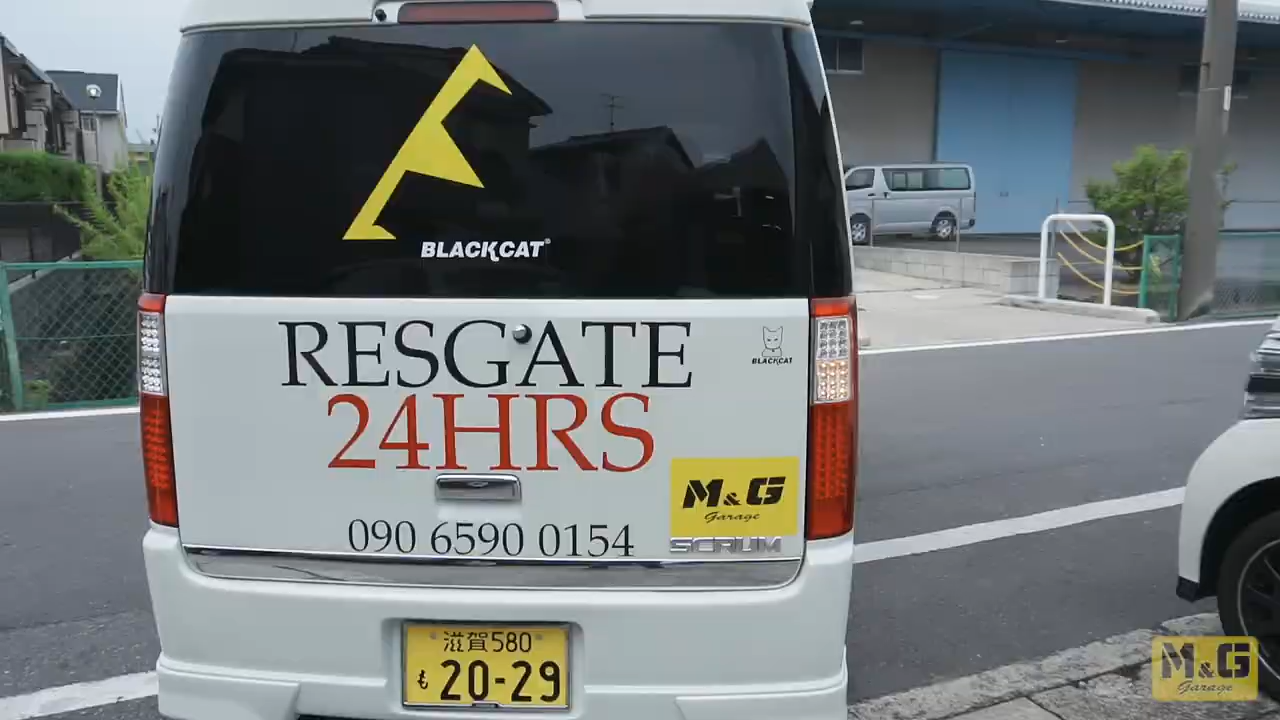 BLACKCAT®
RESGATE
BLACKCAT
24HRS
M&G
Garage
090 6590 0154
SCRUM
滋賀580
も 20-29
M&G
Garage